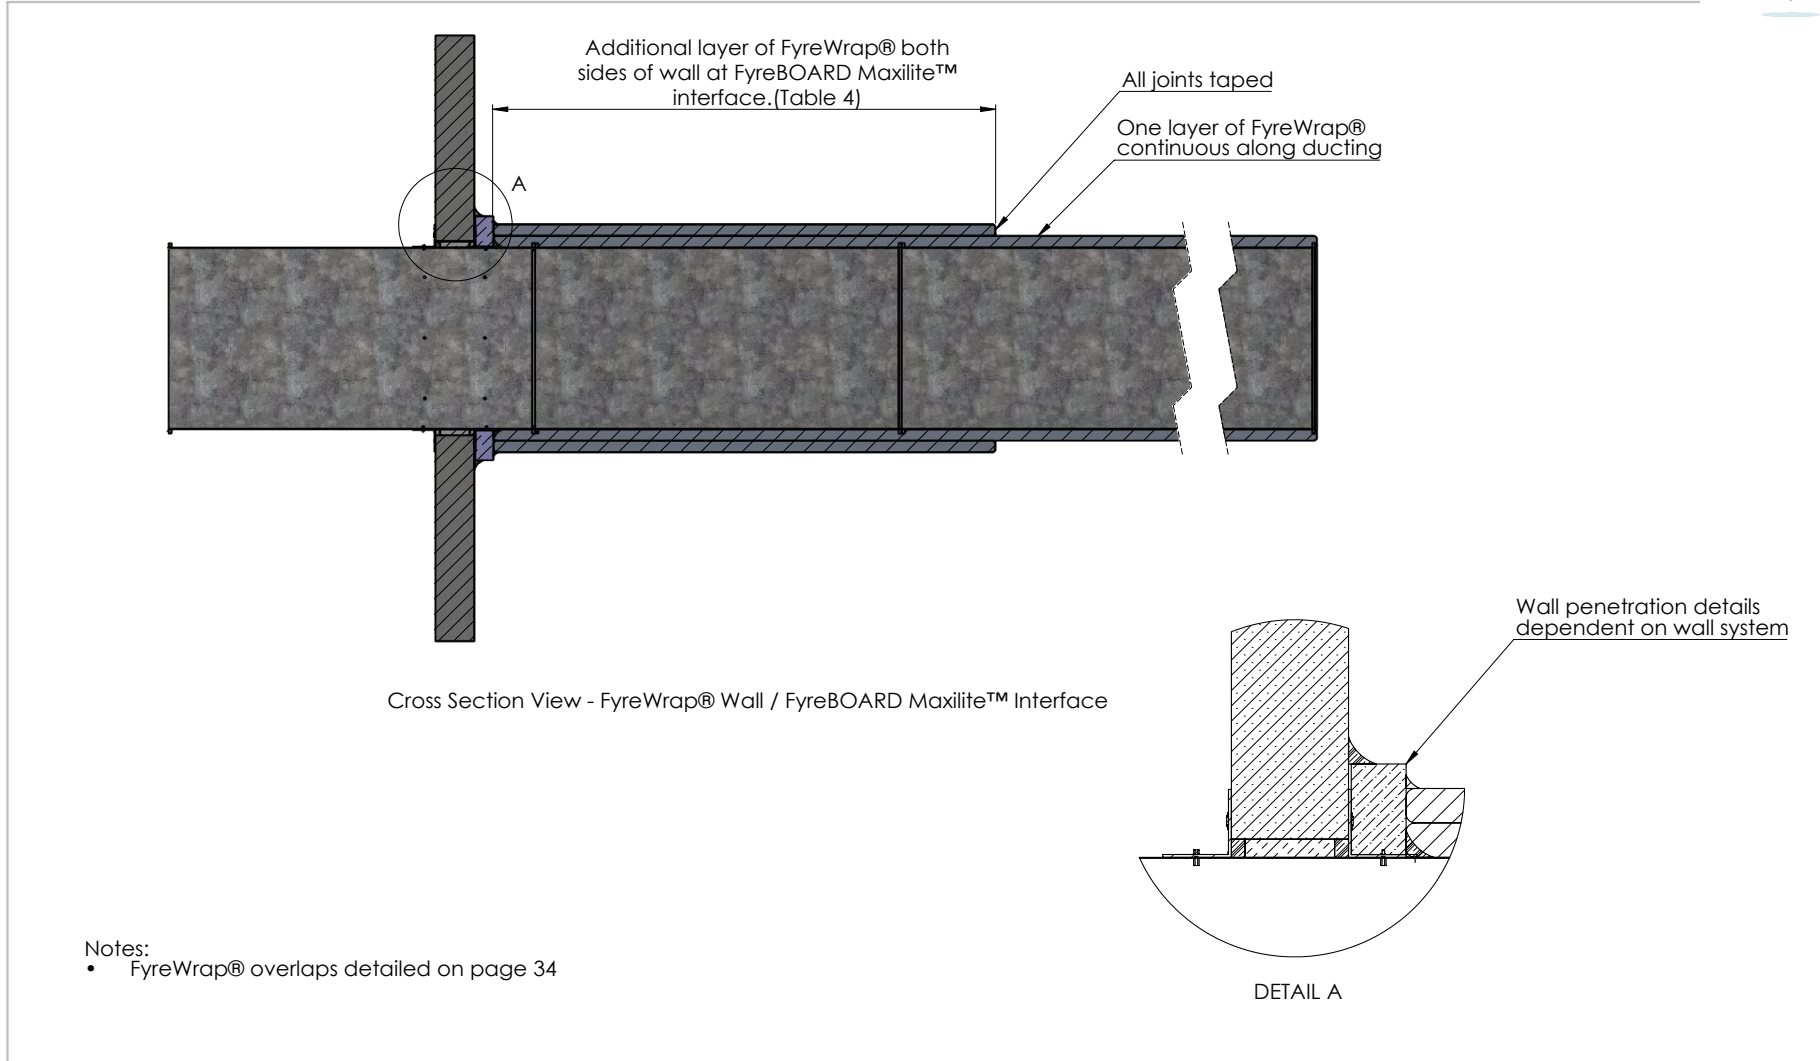 Additional layer of FyreWrap® both
sides of wall at FyreBOARD Maxilite™
interface.(Table 4)
All joints taped
One layer of FyreWrap®
continuous along ducting
A
Wall penetration details
dependent on wall system
Cross Section View - FyreWrap® Wall / FyreBOARD Maxilite™ Interface
Notes:
• FyreWrap® overlaps detailed on page 34
DETAIL A